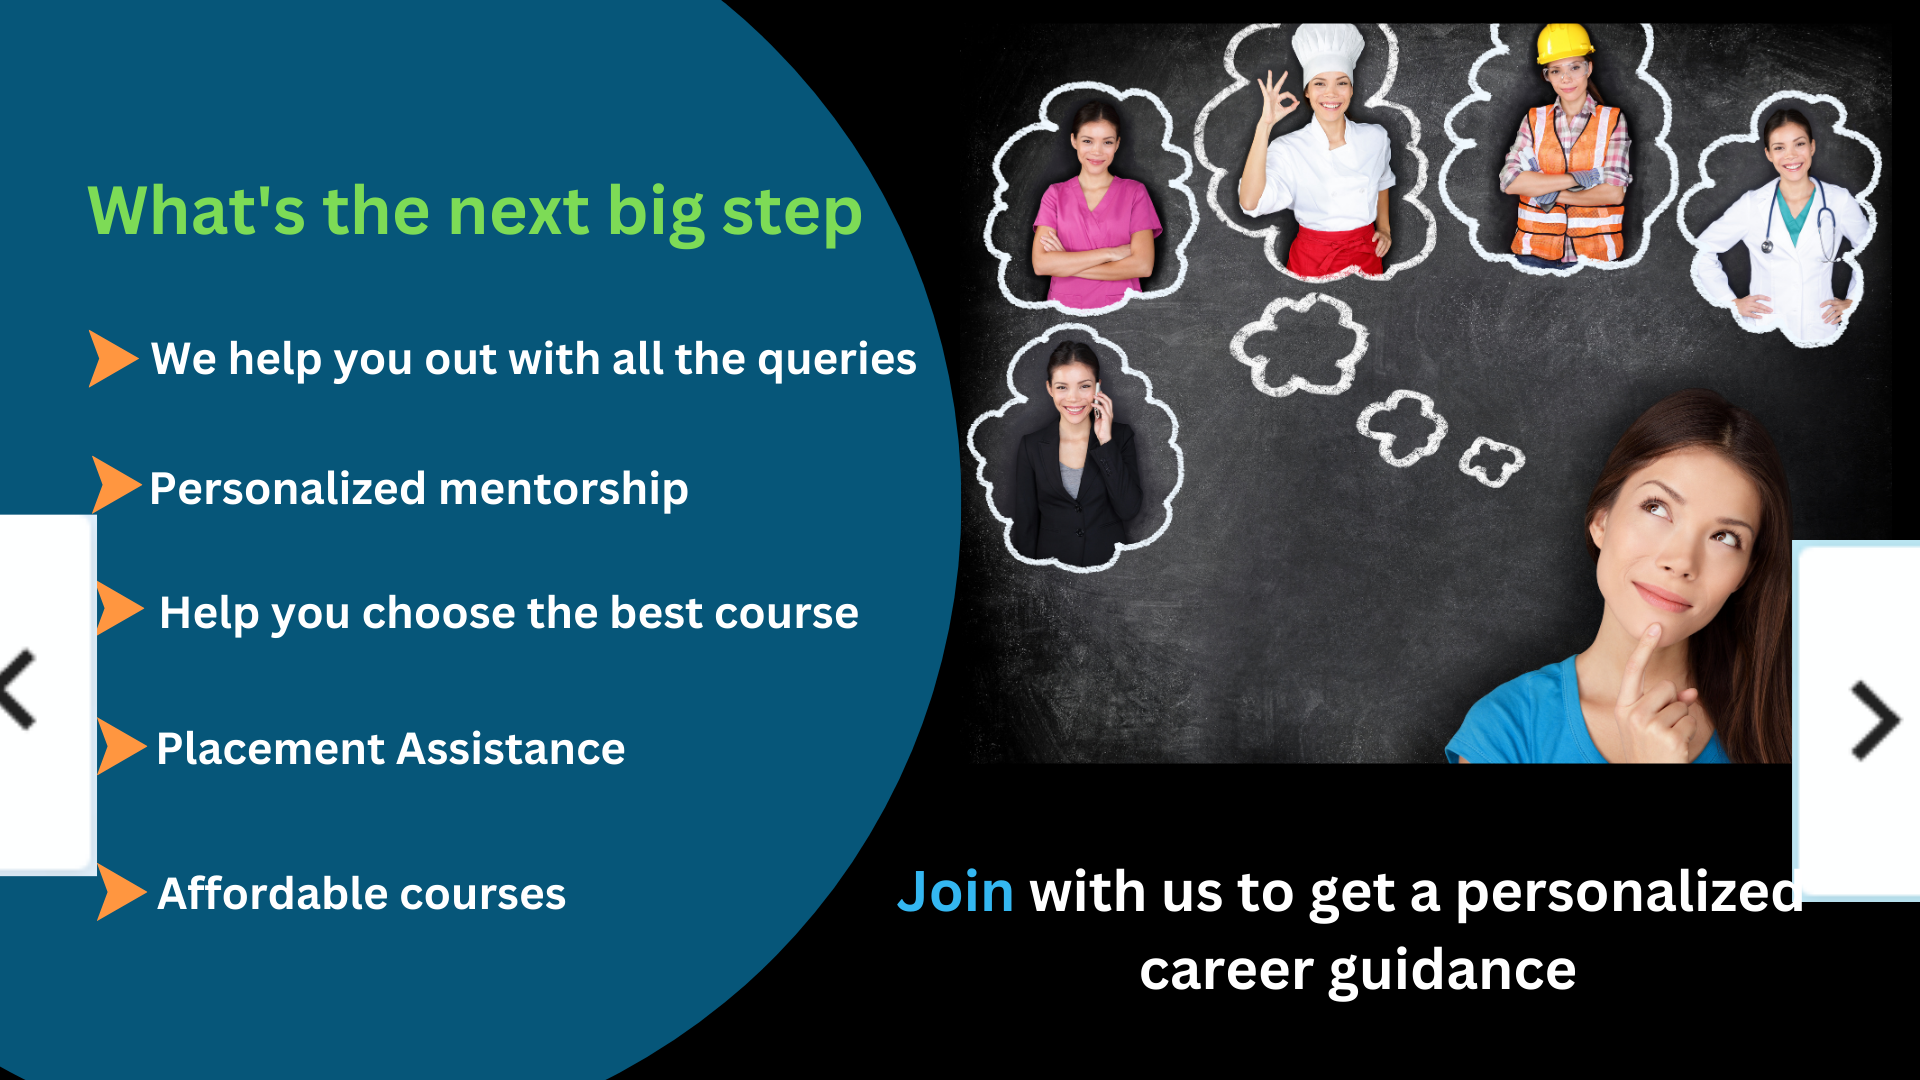 What's the next big step
We help you out with all the queries
Personalized mentorship
Help you choose the best course
Placement Assistance
Affordable courses
Join with us to get a personalized
career guidance